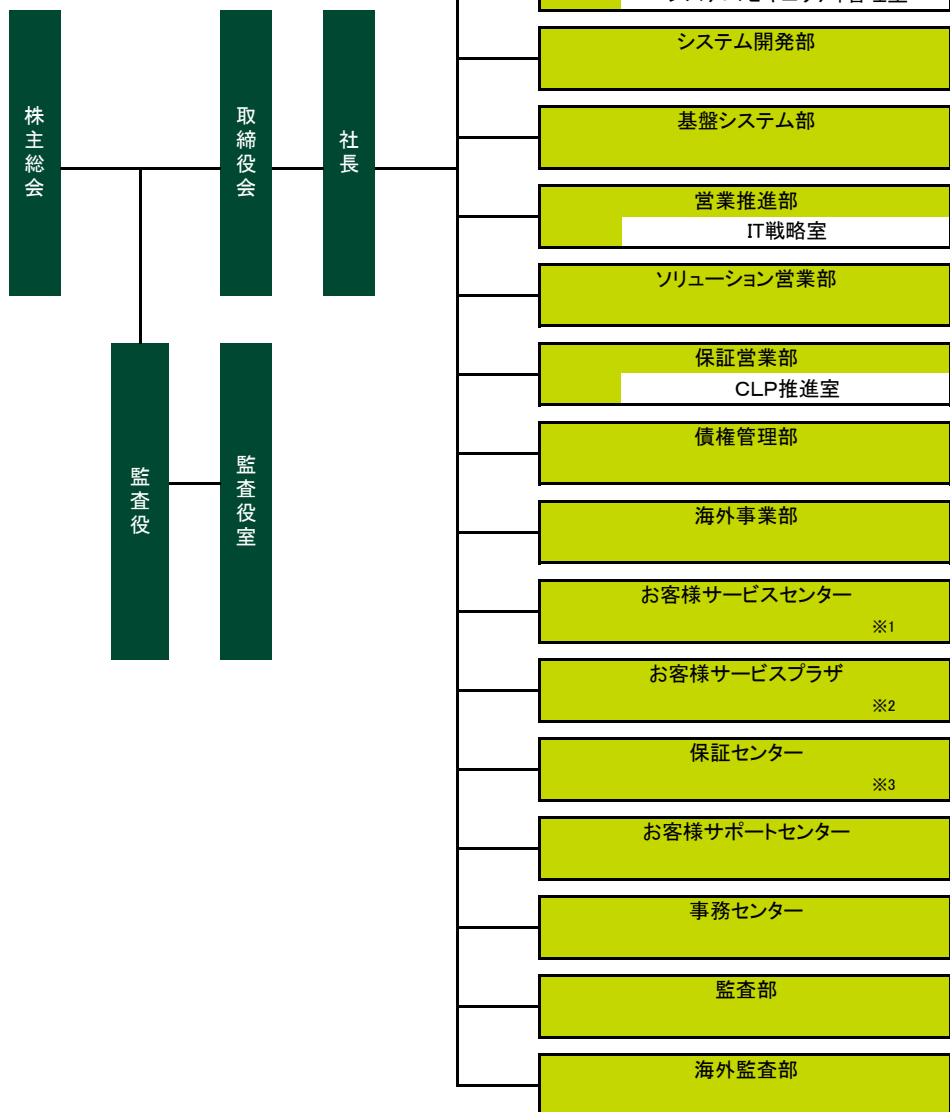 株主総会
取締役会
社長
監査役
監査役室
システム開発部
基盤システム部
営業推進部
IT戦略室
ソリューション営業部
保証営業部
CLP推進室
債権管理部
海外事業部
お客様サービスセンター
※1
お客様サービスプラザ
※2
保証センター
※3
お客様サポートセンター
事務センター
監査部
海外監査部